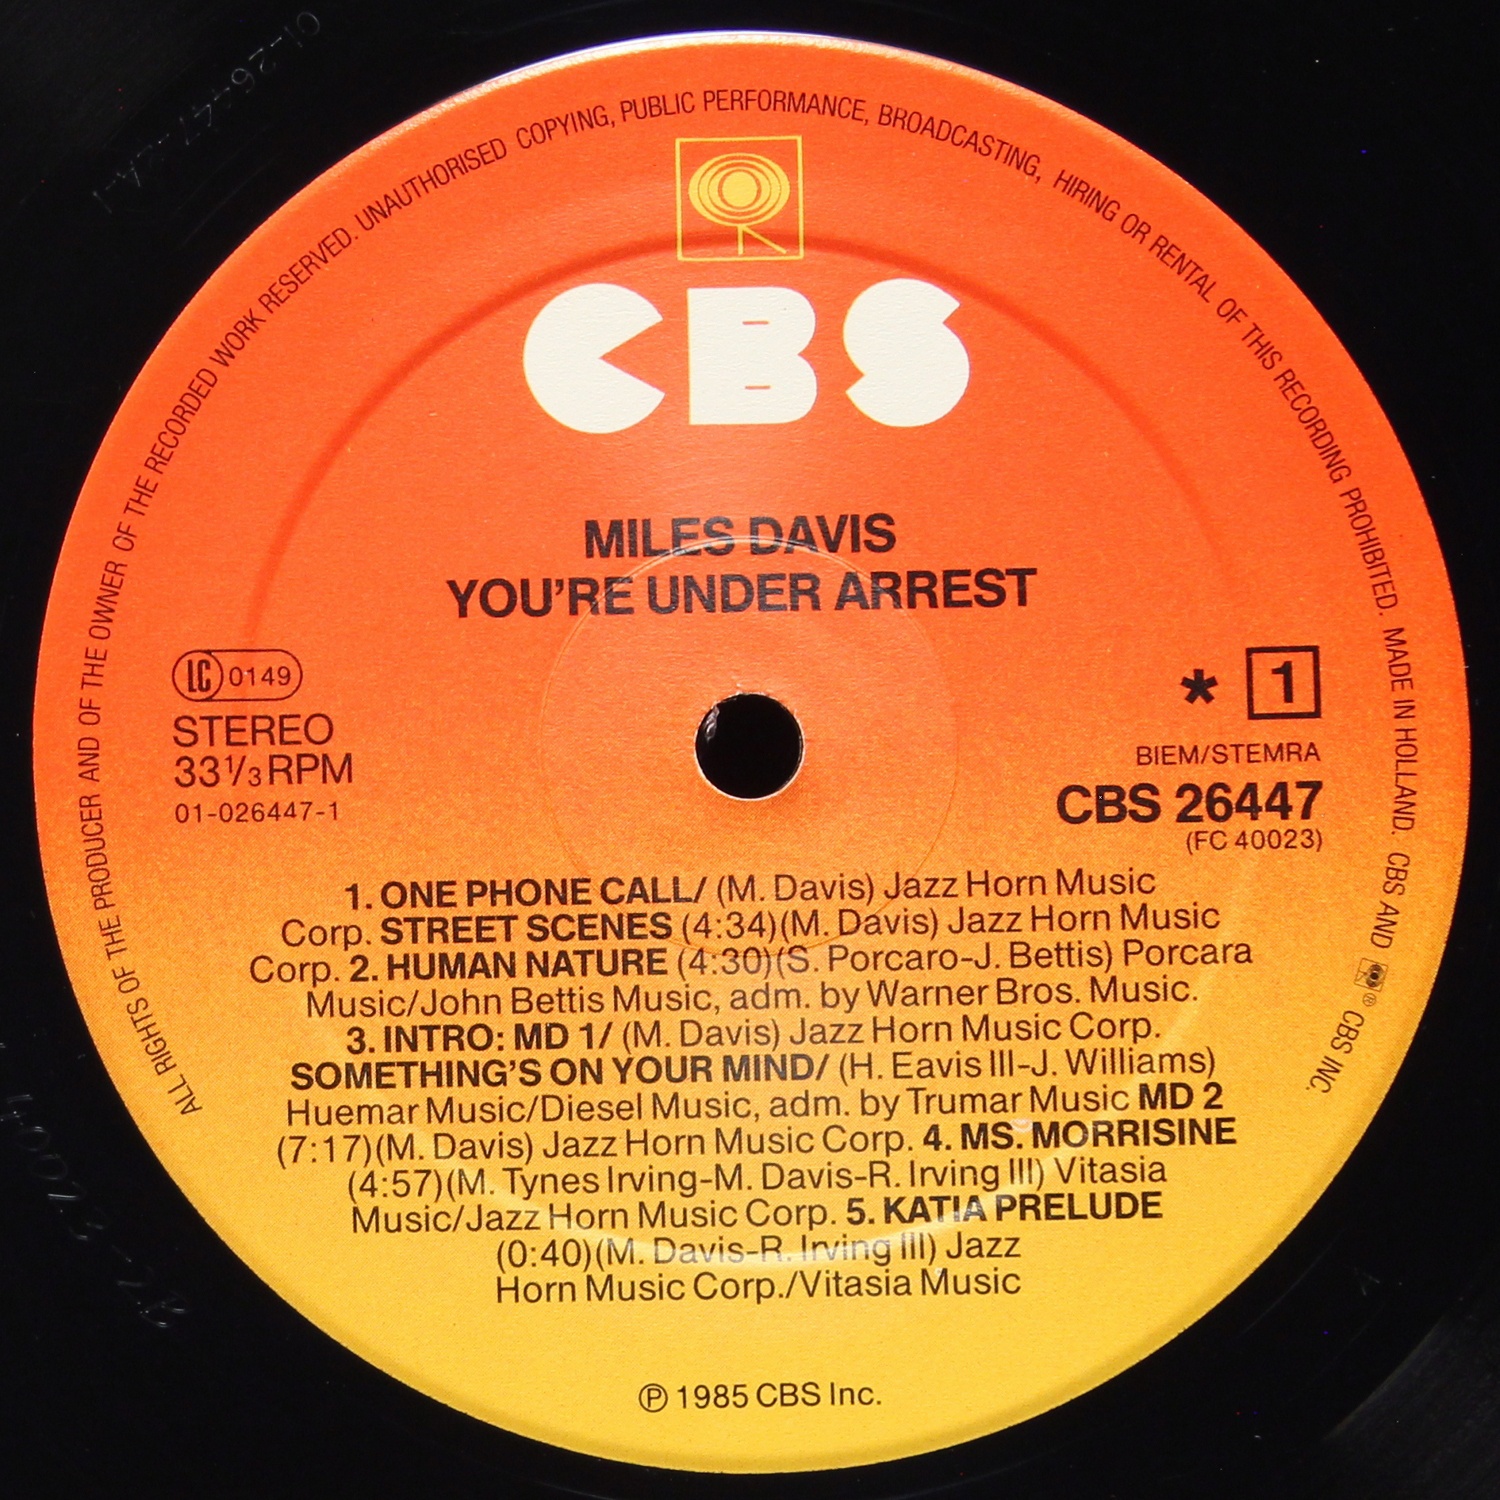 ALL RIGHTS OF THE PRODUCER AND OF THE OWNER OF THE RECORDED WORK RESERVED. UNAUTHORISED COPYING, PUBLIC PERFORMANCE, BROADCASTING, HIRING OR RENTAL OF THIS RECORDING PROHIBITED. MADE IN HOLLAND. CBS AND ® CBS INC.
CBS
MILES DAVIS
YOU'RE UNDER ARREST
LC 0149
STEREO
33 1/3 RPM
01-026447-1
* 1
BIEM/STEMRA
CBS 26447
(FC 40023)
1. ONE PHONE CALL/ (M. Davis) Jazz Horn Music
Corp. STREET SCENES (4:34)(M. Davis) Jazz Horn Music
Corp. 2. HUMAN NATURE (4:30)(S. Porcaro-J. Bettis) Porcara
Music/John Bettis Music, adm. by Warner Bros. Music.
3. INTRO: MD 1/ (M. Davis) Jazz Horn Music Corp.
SOMETHING'S ON YOUR MIND/ (H. Eavis III-J. Williams)
Huemar Music/Diesel Music, adm. by Trumar Music MD 2
(7:17)(M. Davis) Jazz Horn Music Corp. 4. MS. MORRISINE
(4:57)(M. Tynes Irving-M. Davis-R. Irving III) Vitasia
Music/Jazz Horn Music Corp. 5. KATIA PRELUDE
(0:40)(M. Davis-R. Irving III) Jazz
Horn Music Corp./Vitasia Music
℗ 1985 CBS Inc.